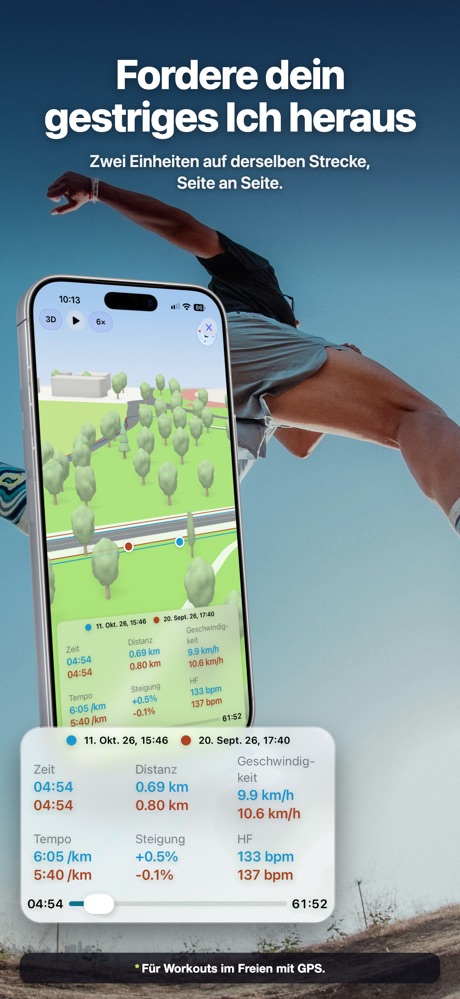 Fordere dein
gestriges Ich heraus
Zwei Einheiten auf derselben Strecke,
Seite an Seite.
10:13
86
3D
6×
11. Okt. 26, 15:46
20. Sept. 26, 17:40
Zeit
04:54
04:54
Distanz
0.69 km
0.80 km
Geschwindig-
keit
9.9 km/h
10.6 km/h
Tempo
6:05 /km
5:40 /km
Steigung
+0.5%
-0.1%
HF
133 bpm
137 bpm
61:52
11. Okt. 26, 15:46
20. Sept. 26, 17:40
Zeit
04:54
04:54
Distanz
0.69 km
0.80 km
Geschwindig-
keit
9.9 km/h
10.6 km/h
Tempo
6:05 /km
5:40 /km
Steigung
+0.5%
-0.1%
HF
133 bpm
137 bpm
04:54
61:52
* Für Workouts im Freien mit GPS.